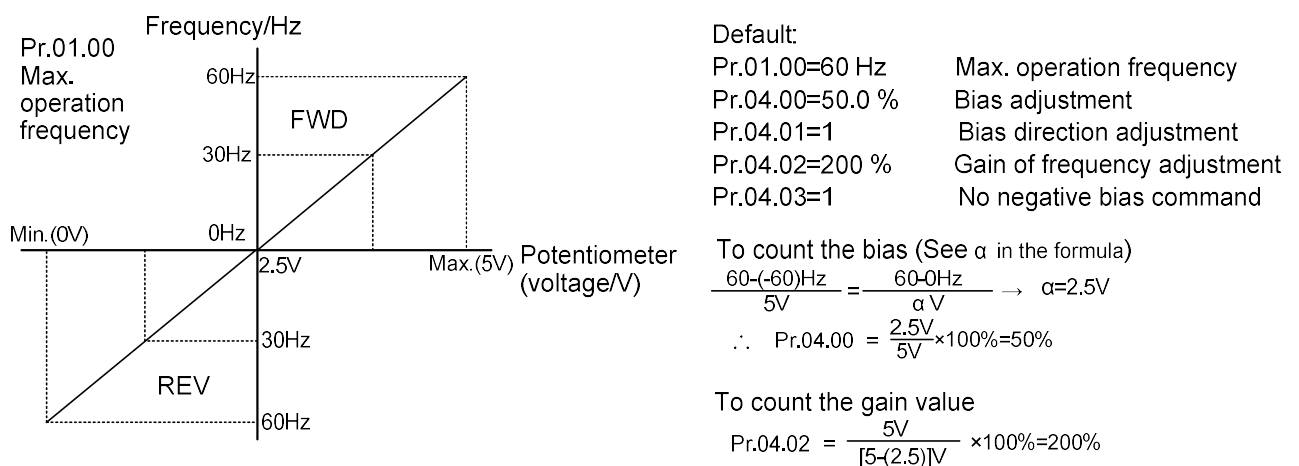 Frequency/Hz
Pr.01.00
Max.
operation
frequency
60Hz
FWD
30Hz
Min.(0V)
0Hz
2.5V
Max.(5V)
Potentiometer
(voltage/V)
30Hz
REV
60Hz
Default:
Pr.01.00=60 Hz Max. operation frequency
Pr.04.00=50.0 % Bias adjustment
Pr.04.01=1 Bias direction adjustment
Pr.04.02=200 % Gain of frequency adjustment
Pr.04.03=1 No negative bias command
To count the bias (See α in the formula)
60-(-60)Hz
5V
=
60-0Hz
αV
→ α=2.5V
∴ Pr.04.00 =
2.5V
5V
×100%=50%
To count the gain value
Pr.04.02 =
5V
[5-(2.5)]V
×100%=200%